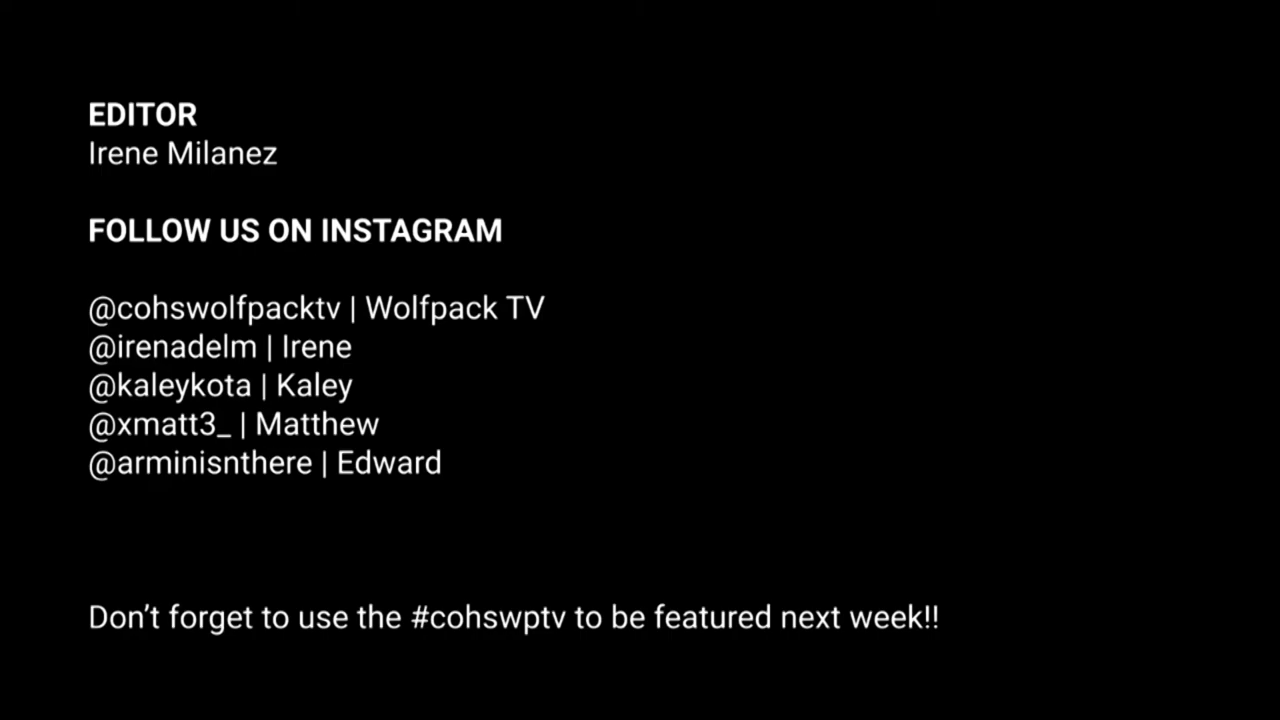 EDITOR
Irene Milanez
FOLLOW US ON INSTAGRAM
@cohswolfpacktv | Wolfpack TV
@irenadelm | Irene
@kaleykota | Kaley
@xmatt3_ | Matthew
@arminisnthere | Edward
Don’t forget to use the #cohswptv to be featured next week!!